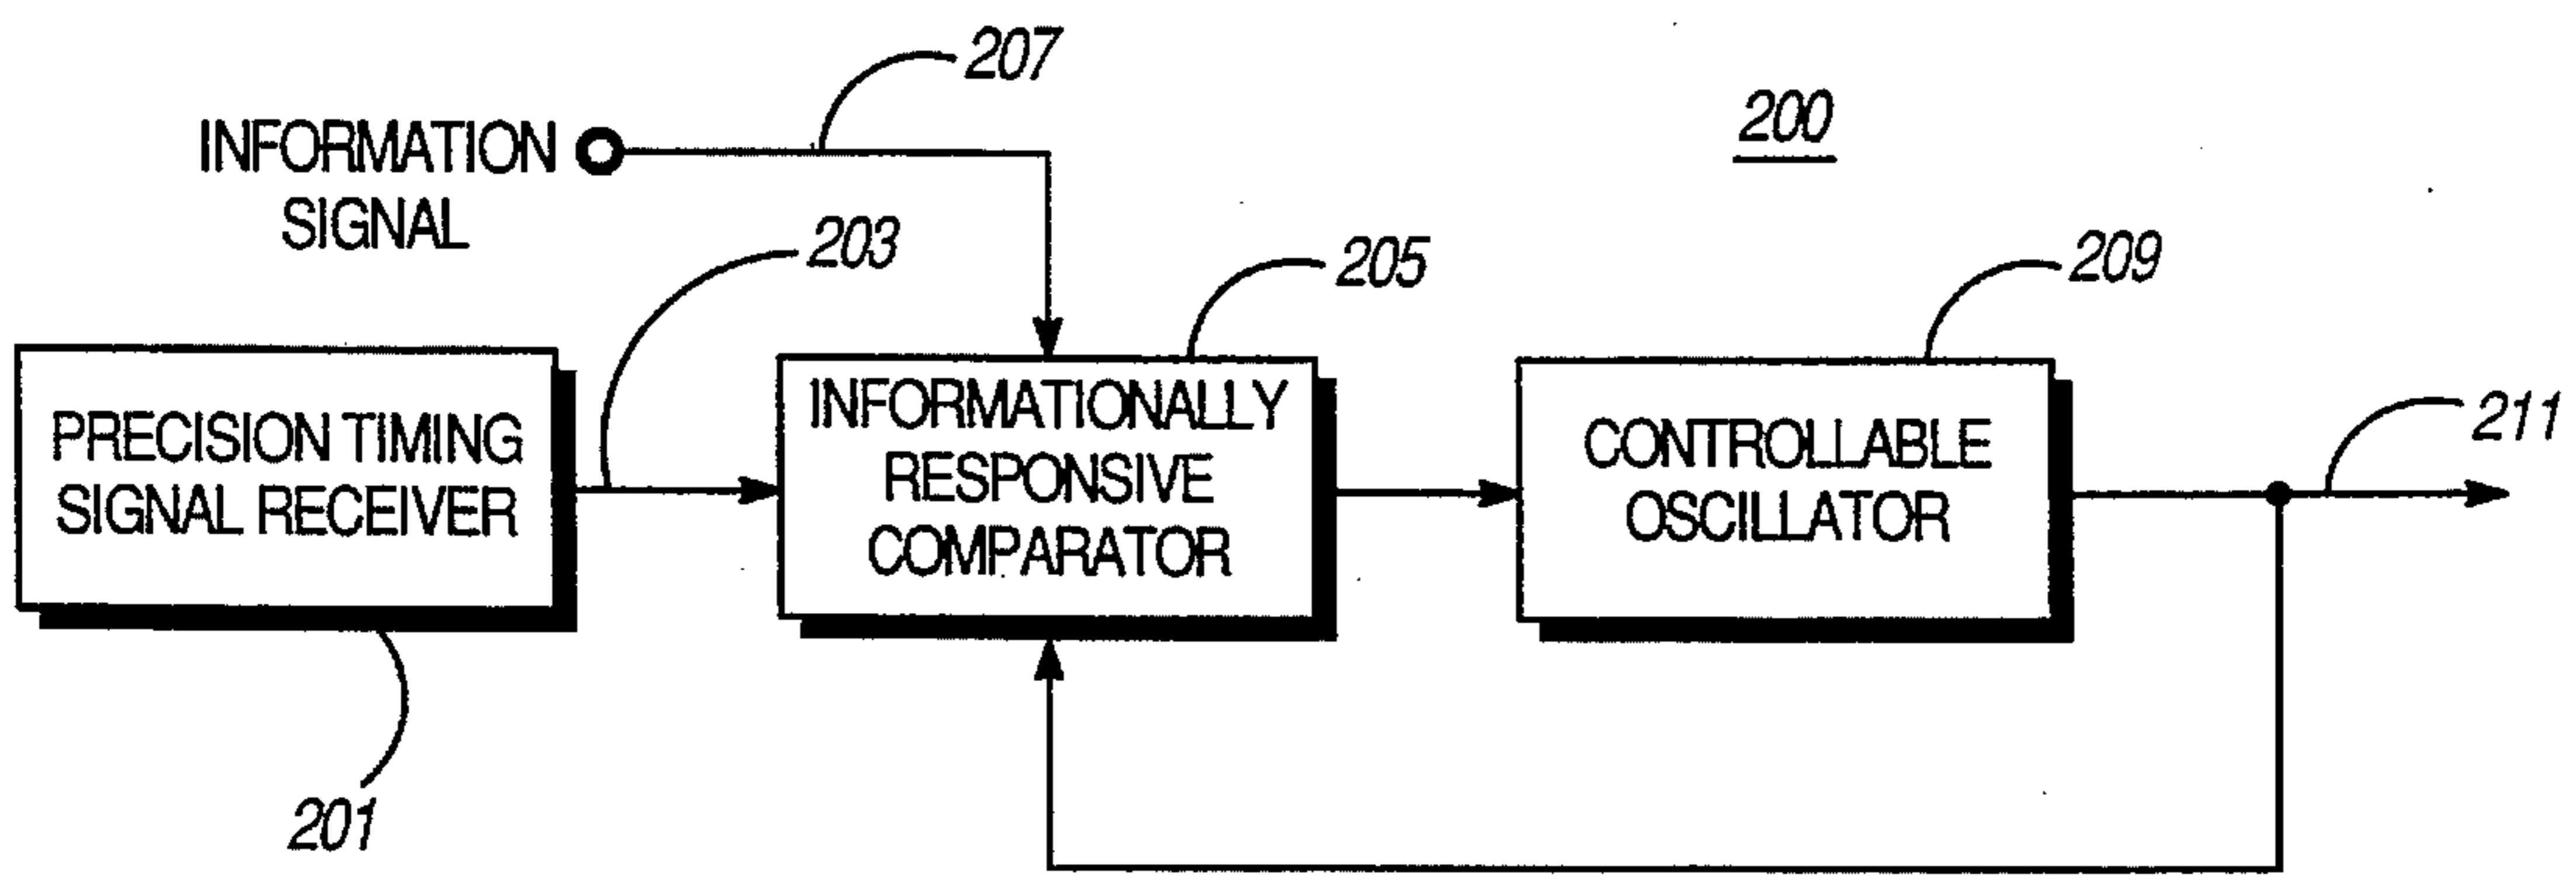 207
200
INFORMATION
SIGNAL
203
205
209
211
PRECISION TIMING
SIGNAL RECEIVER
INFORMATIONALLY
RESPONSIVE
COMPARATOR
CONTROLLABLE
OSCILLATOR
201